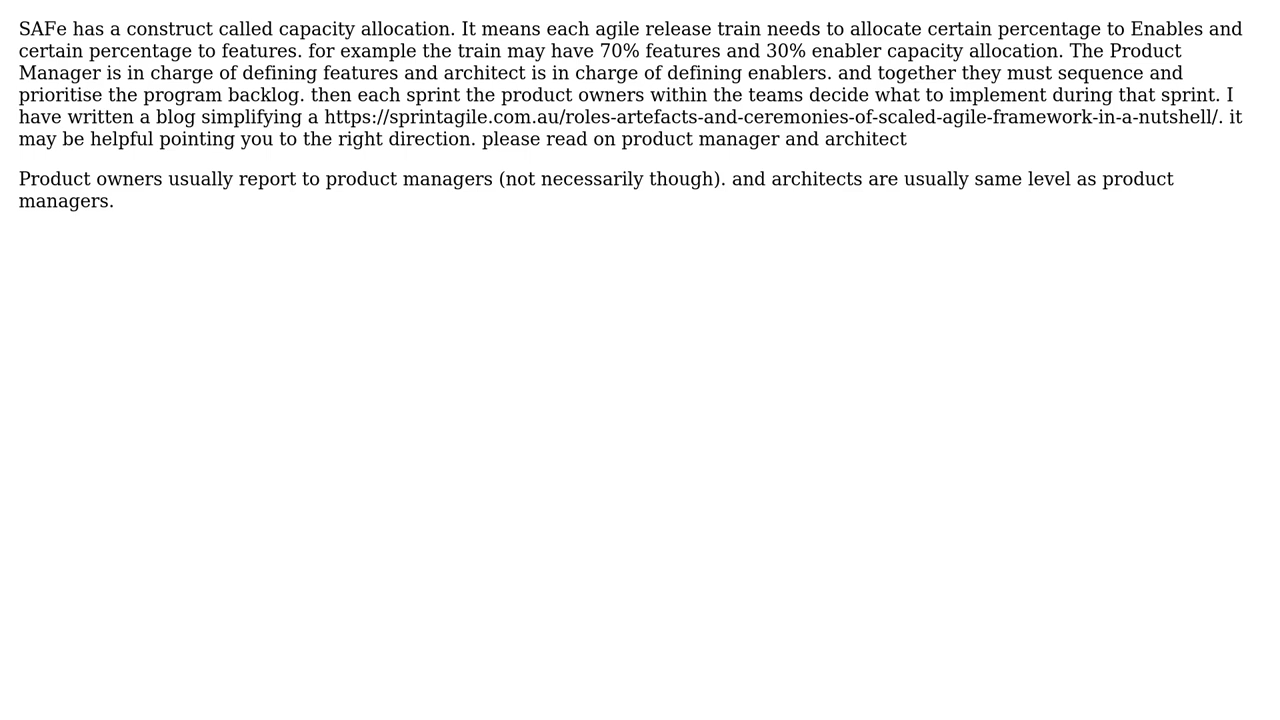 SAFe has a construct called capacity allocation. It means each agile release train needs to allocate certain percentage to Enables and
certain percentage to features. for example the train may have 70% features and 30% enabler capacity allocation. The Product
Manager is in charge of defining features and architect is in charge of defining enablers. and together they must sequence and
prioritise the program backlog. then each sprint the product owners within the teams decide what to implement during that sprint. I
have written a blog simplifying a https://sprintagile.com.au/roles-artefacts-and-ceremonies-of-scaled-agile-framework-in-a-nutshell/. it
may be helpful pointing you to the right direction. please read on product manager and architect
Product owners usually report to product managers (not necessarily though). and architects are usually same level as product
managers.